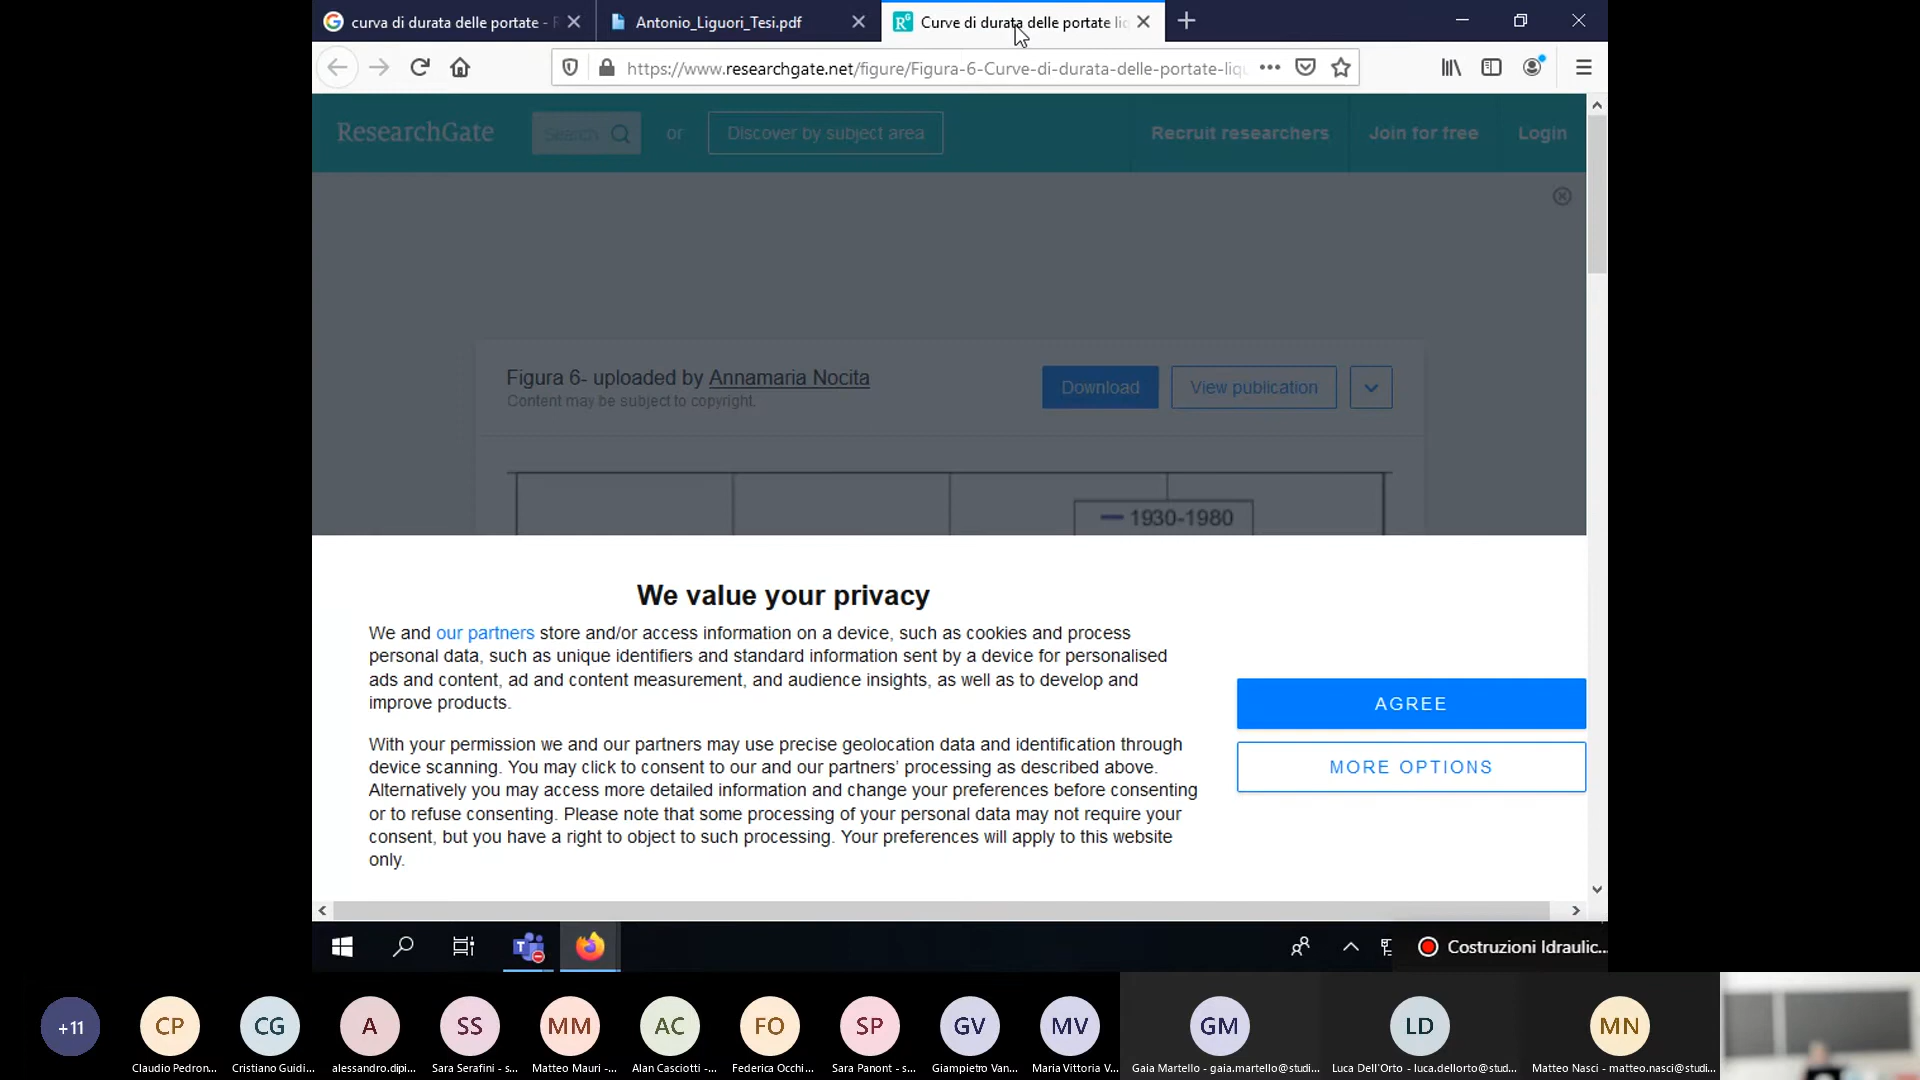 curva di durata delle portate -
Antonio_Liguori_Tesi.pdf
Curve di durata delle portate liq
https://www.researchgate.net/figure/Figura-6-Curve-di-durata-delle-portate-liqu
ResearchGate
Search
or
Discover by subject area
Recruit researchers
Join for free
Login
Figura 6- uploaded by Annamaria Nocita
Content may be subject to copyright.
Download
View publication
1930-1980
We value your privacy
We and our partners store and/or access information on a device, such as cookies and process
personal data, such as unique identifiers and standard information sent by a device for personalised
ads and content, ad and content measurement, and audience insights, as well as to develop and
improve products.
With your permission we and our partners may use precise geolocation data and identification through
device scanning. You may click to consent to our and our partners’ processing as described above.
Alternatively you may access more detailed information and change your preferences before consenting
or to refuse consenting. Please note that some processing of your personal data may not require your
consent, but you have a right to object to such processing. Your preferences will apply to this website
only.
AGREE
MORE OPTIONS
Costruzioni Idraulic...
+11
CP
CG
A
SS
MM
AC
FO
SP
GV
MV
GM
LD
MN
Claudio Pedron...
Cristiano Guidi...
alessandro.dipi...
Sara Serafini - s...
Matteo Mauri -...
Alan Casciotti -...
Federica Occhi...
Sara Panont - s...
Giampietro Van...
Maria Vittoria V...
Gaia Martello - gaia.martello@studi...
Luca Dell'Orto - luca.dellorto@stud...
Matteo Nasci - matteo.nasci@studi...